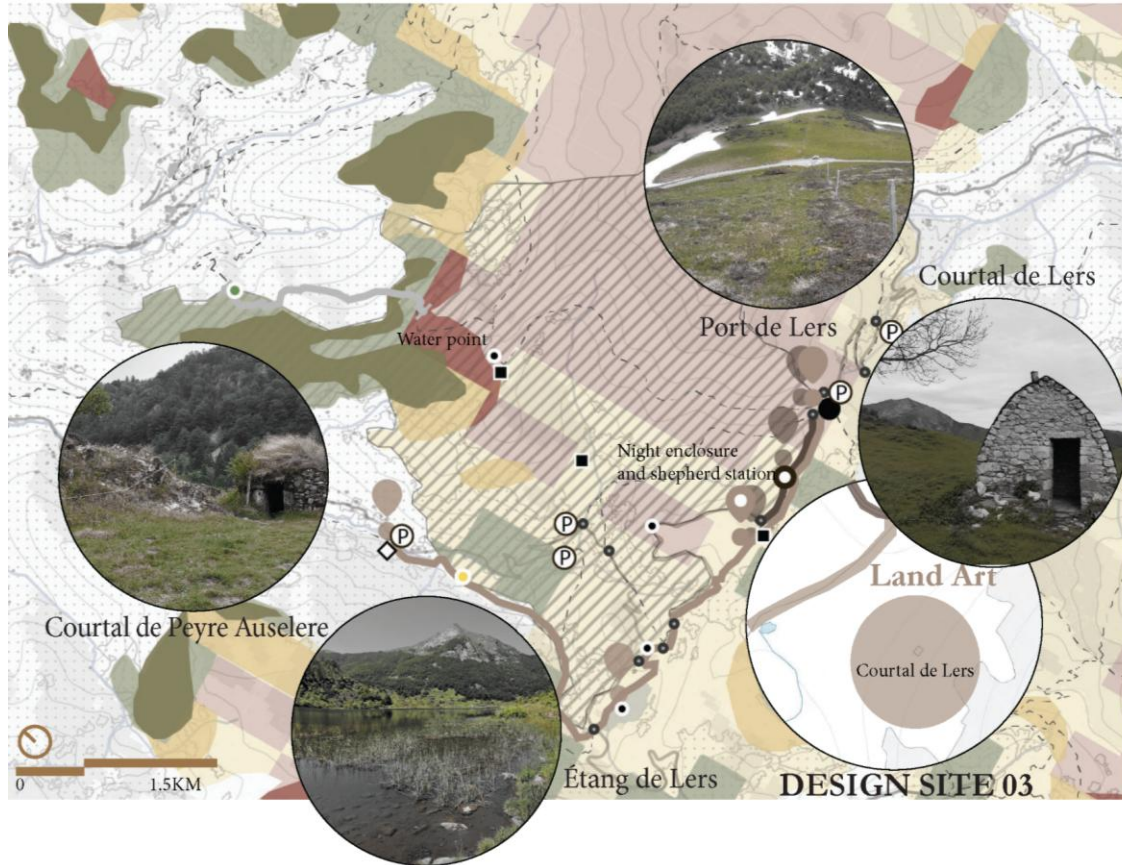 Courtal de Lers
Port de Lers
P
Water point
P
Night enclosure
and shepherd station
P
P
P
Land Art
Courtal de Lers
Courtal de Peyre Auselere
Étang de Lers
DESIGN SITE 03
0
1.5KM